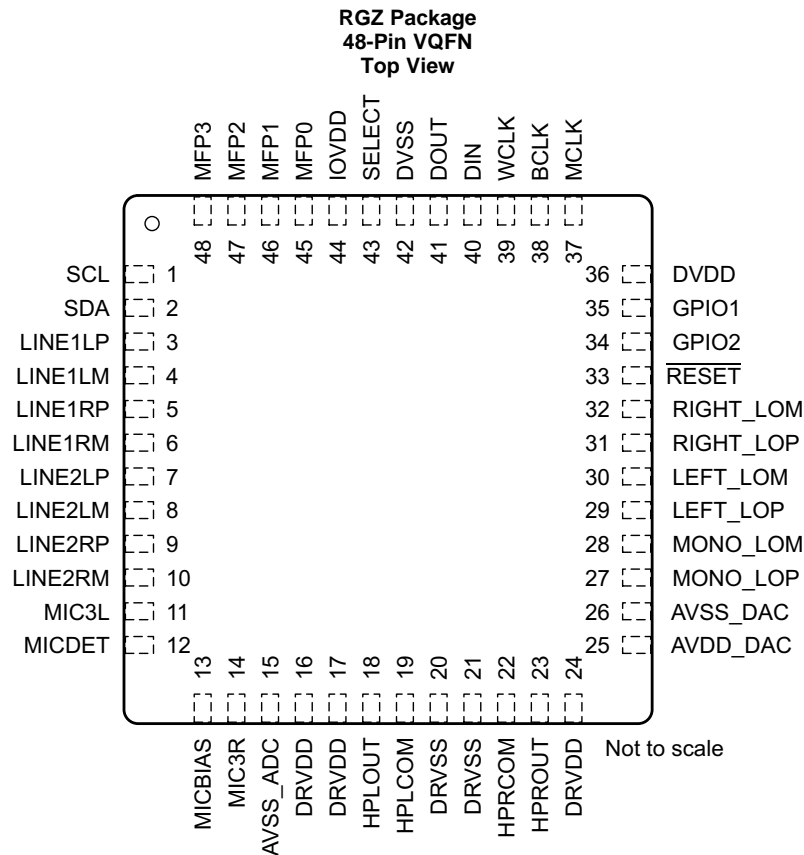 RGZ Package
48-Pin VQFN
Top View
MFP3
MFP2
MFP1
MFP0
IOVDD
SELECT
DVSS
DOUT
DIN
WCLK
BCLK
MCLK
48
47
46
45
44
43
42
41
40
39
38
37
SCL 1
SDA 2
LINE1LP 3
LINE1LM 4
LINE1RP 5
LINE1RM 6
LINE2LP 7
LINE2LM 8
LINE2RP 9
LINE2RM 10
MIC3L 11
MICDET 12
36 DVDD
35 GPIO1
34 GPIO2
33 RESET
32 RIGHT_LOM
31 RIGHT_LOP
30 LEFT_LOM
29 LEFT_LOP
28 MONO_LOM
27 MONO_LOP
26 AVSS_DAC
25 AVDD_DAC
13
14
15
16
17
18
19
20
21
22
23
24
MICBIAS
MIC3R
AVSS_ADC
DRVDD
DRVDD
HPLOUT
HPLCOM
DRVSS
DRVSS
HPRCOM
HPROUT
DRVDD
Not to scale